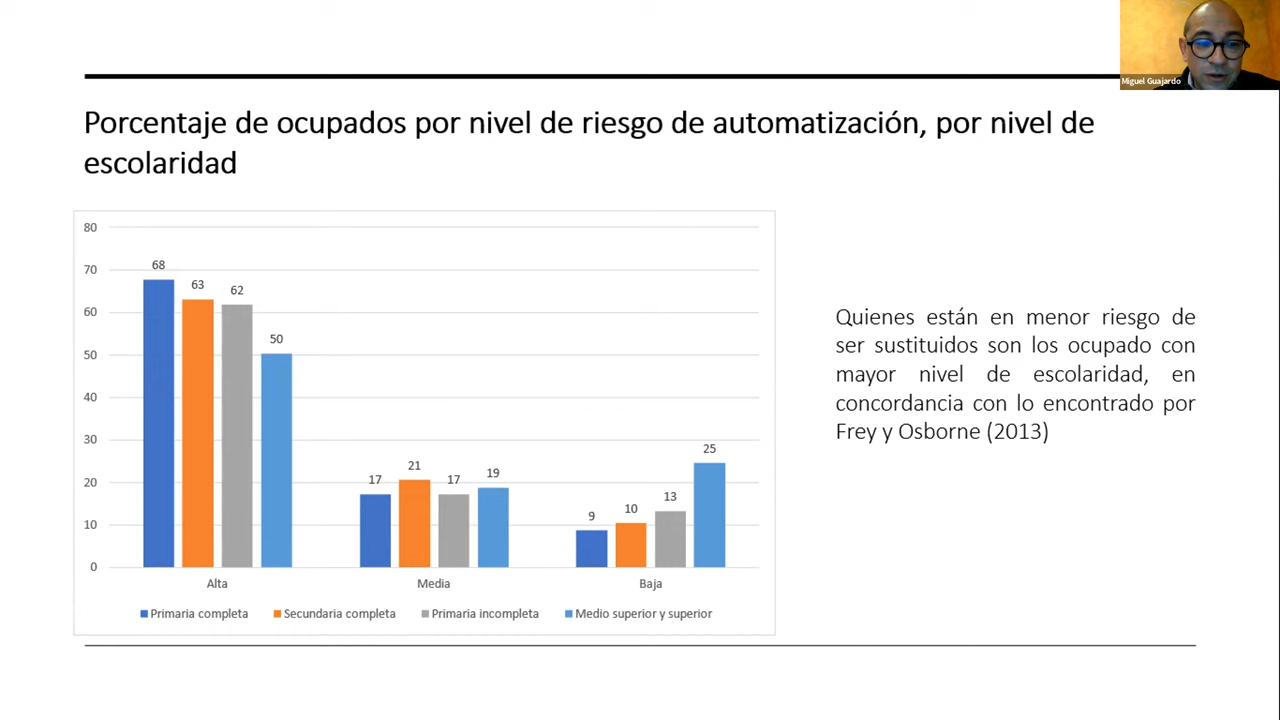 Miguel Guajardo
Porcentaje de ocupados por nivel de riesgo de automatización, por nivel de
escolaridad
80
70
60
50
40
30
20
10
0
68
63
62
50
17
21
17
19
9
10
13
25
Alta
Media
Baja
Primaria completa
Secundaria completa
Primaria incompleta
Medio superior y superior
Quienes están en menor riesgo de
ser sustituidos son los ocupado con
mayor nivel de escolaridad, en
concordancia con lo encontrado por
Frey y Osborne (2013)